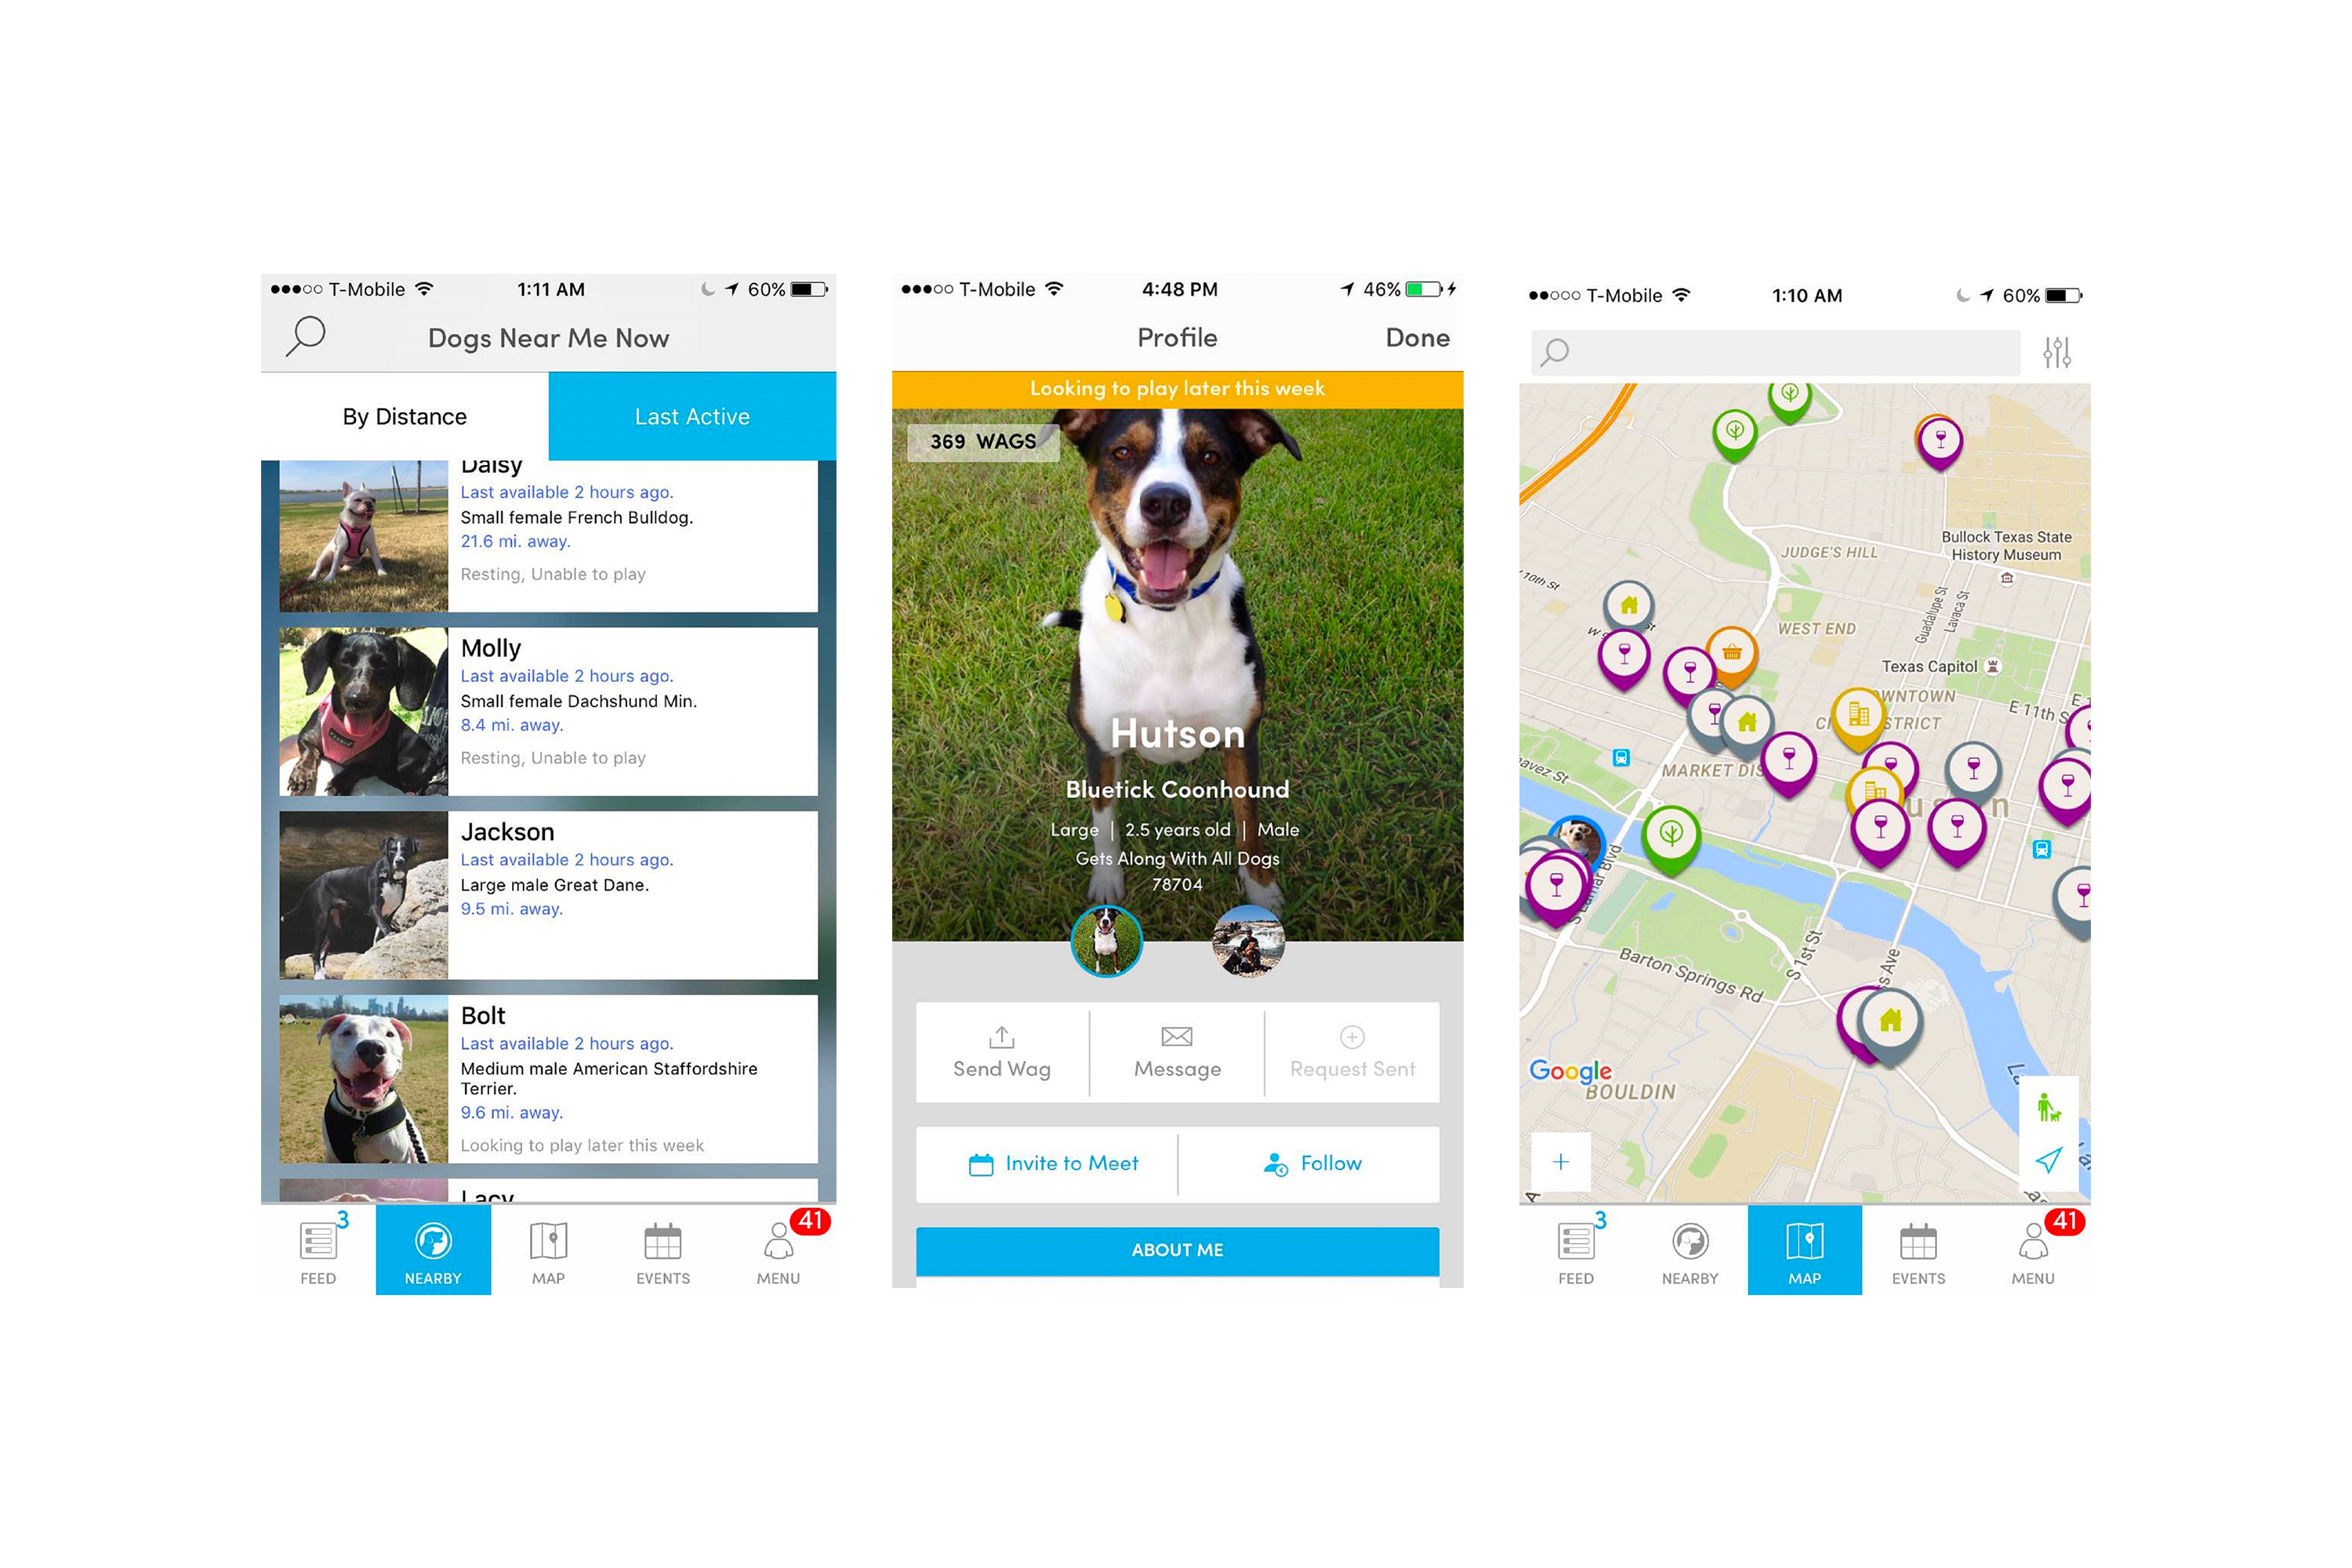 T-Mobile 1:11 AM 60%
Dogs Near Me Now
By Distance Last Active
Daisy
Last available 2 hours ago.
Small female French Bulldog.
21.6 mi. away.
Resting, Unable to play
Molly
Last available 2 hours ago.
Small female Dachshund Min.
8.4 mi. away.
Resting, Unable to play
Jackson
Last available 2 hours ago.
Large male Great Dane.
9.5 mi. away.
Bolt
Last available 2 hours ago.
Medium male American Staffordshire
Terrier.
9.6 mi. away.
Looking to play later this week
Lacy
3 41
FEED NEARBY MAP EVENTS MENU
T-Mobile 4:48 PM 46%
Profile Done
Looking to play later this week
369 WAGS
Hutson
Bluetick Coonhound
Large | 2.5 years old | Male
Gets Along With All Dogs
78704
Send Wag Message Request Sent
Invite to Meet Follow
ABOUT ME
T-Mobile 1:10 AM 60%
Bullock Texas State
History Museum
JUDGE'S HILL
10th St
Guadalupe St
Lavaca St
WEST END
Texas Capitol
OWNTOWN
STRICT
E 11th S
avez St
MARKET DIS
S Lamar Blvd
Barton Springs Rd
S 1st St
ss Ave
Google
BOULDIN
3 41
FEED NEARBY MAP EVENTS MENU